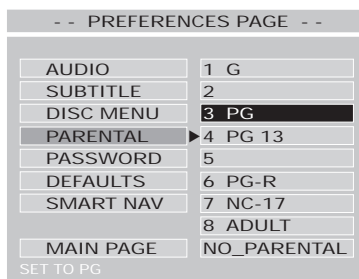 -- PREFERENCES PAGE --
AUDIO
SUBTITLE
DISC MENU
PARENTAL
PASSWORD
DEFAULTS
SMART NAV
MAIN PAGE
1 G
2
3 PG
4 PG 13
5
6 PG-R
7 NC-17
8 ADULT
NO_PARENTAL
SET TO PG